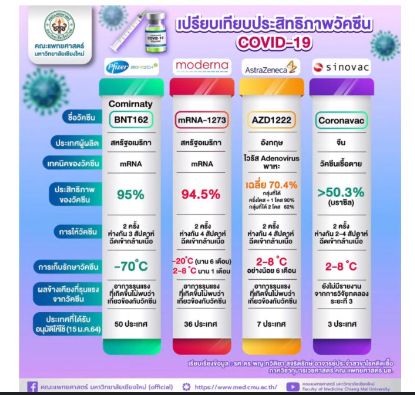 เปรียบเทียบประสิทธิภาพวัคซีน
COVID-19
คณะแพทยศาสตร์
มหาวิทยาลัยเชียงใหม่
Pfizer BIONTECH
moderna
AstraZeneca
sinovac
ชื่อวัคซีน
Comirnaty
BNT162
mRNA-1273
AZD1222
Coronavac
ประเทศผู้ผลิต
สหรัฐอเมริกา
สหรัฐอเมริกา
อังกฤษ
จีน
เทคนิคของวัคซีน
mRNA
mRNA
ไวรัส Adenovirus
พาหะ
วัคซีนเชื้อตาย
ประสิทธิภาพ
ของวัคซีน
95%
94.5%
เฉลี่ย 70.4%
กลุ่มที่ได้
ครึ่งโดส + 1 โดส 90%
กลุ่มที่ได้ 2 โดส 62%
>50.3%
(บราซิล)
การให้วัคซีน
2 ครั้ง
ห่างกัน 3 สัปดาห์
ฉีดเข้ากล้ามเนื้อ
2 ครั้ง
ห่างกัน 4 สัปดาห์
ฉีดเข้ากล้ามเนื้อ
2 ครั้ง
ห่างกัน 4 สัปดาห์
ฉีดเข้ากล้ามเนื้อ
2 ครั้ง
ห่างกัน 2-4 สัปดาห์
ฉีดเข้ากล้ามเนื้อ
การเก็บรักษาวัคซีน
-70°C
-20°C (นาน 6 เดือน)
2-8 °C นาน 1 เดือน
2-8 °C
อย่างน้อย 6 เดือน
2-8 °C
ผลข้างเคียงที่รุนแรง
จากวัคซีน
อาการรุนแรง
ที่เกิดขึ้นไม่พบว่า
เกี่ยวข้องกับวัคซีน
อาการรุนแรง
ที่เกิดขึ้นไม่พบว่า
เกี่ยวข้องกับวัคซีน
อาการรุนแรง
ที่เกิดขึ้นไม่พบว่า
เกี่ยวข้องกับวัคซีน
ยังไม่มีรายงาน
จากการวิจัยทดลอง
ระยะที่ 3
ประเทศที่ได้รับ
อนุมัติให้ใช้ (15 ม.ค.64)
50 ประเทศ
36 ประเทศ
7 ประเทศ
3 ประเทศ
คณะแพทยศาสตร์ มหาวิทยาลัยเชียงใหม่ (official)
https://www.med.cmu.ac.th/
คณะแพทยศาสตร์ มหาวิทยาลัยเชียงใหม่
Faculty of Medicine Chiang Mai University